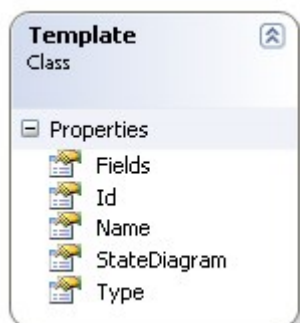 Template
Class
Properties
Fields
Id
Name
StateDiagram
Type